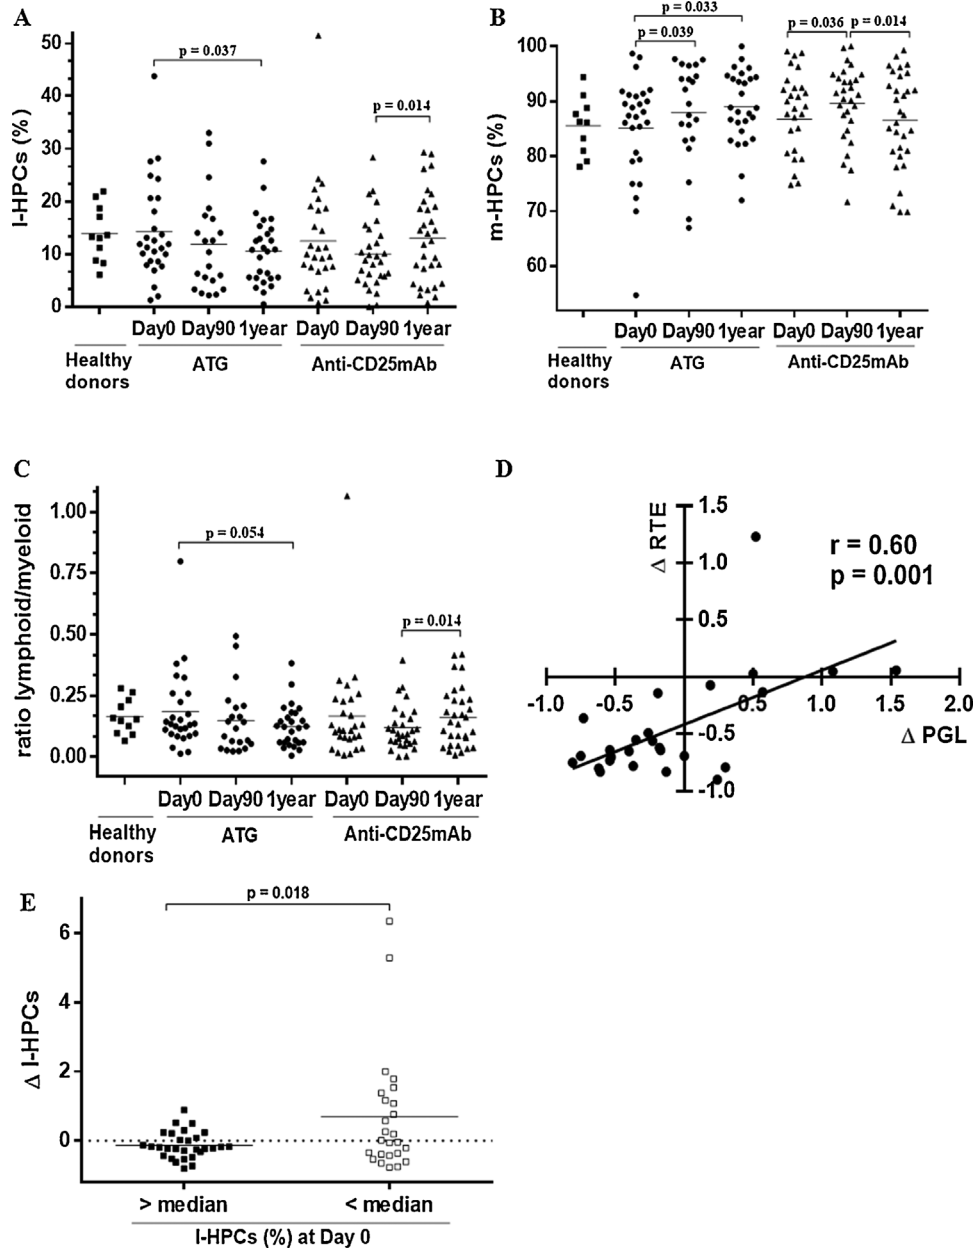 A
l-HPCs (%)
50
40
30
20
10
0
p = 0.037
p = 0.014
Day0 Day90 1year Day0 Day90 1year
Healthy donors
ATG
Anti-CD25mAb
B
m-HPCs (%)
100
90
80
70
60
p = 0.033
p = 0.039
p = 0.036
p = 0.014
Day0 Day90 1year Day0 Day90 1year
Healthy donors
ATG
Anti-CD25mAb
C
ratio lymphoid/myeloid
1.00
0.75
0.50
0.25
0.00
p = 0.054
p = 0.014
Day0 Day90 1year Day0 Day90 1year
Healthy donors
ATG
Anti-CD25mAb
D
Δ RTE
1.5
1.0
0.5
-0.5
-1.0
r = 0.60
p = 0.001
-1.0 -0.5 0.5 1.0 1.5 2.0
Δ PGL
E
Δ l-HPCs
6
4
2
0
p = 0.018
> median
< median
l-HPCs (%) at Day 0